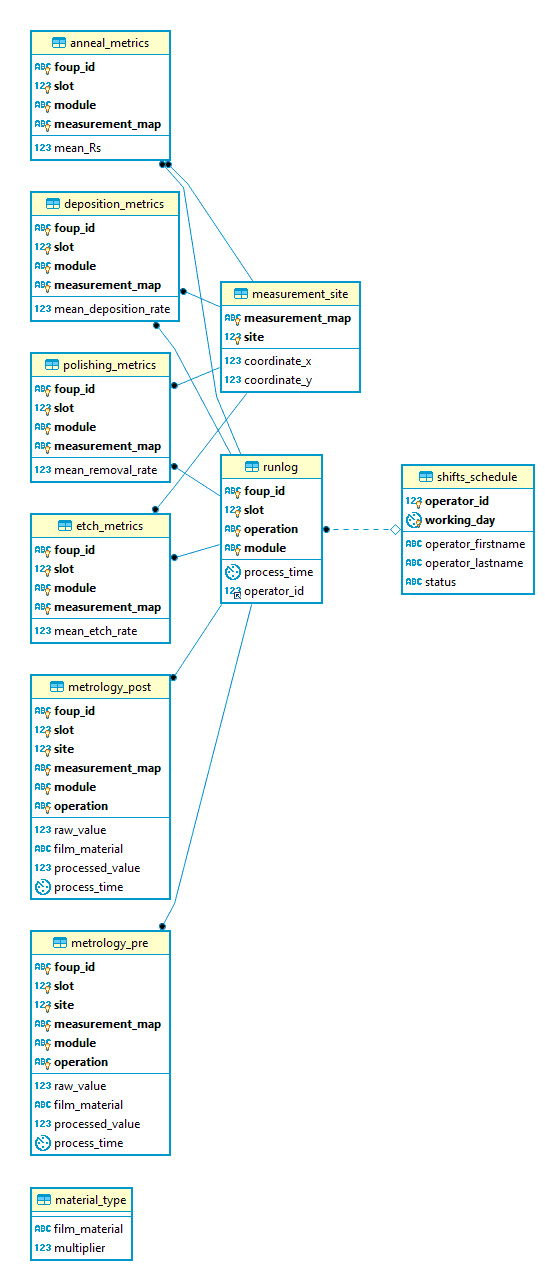 anneal_metrics
ABC foup_id
123 slot
ABC module
ABC measurement_map
123 mean_Rs
deposition_metrics
ABC foup_id
123 slot
ABC module
ABC measurement_map
123 mean_deposition_rate
measurement_site
ABC measurement_map
123 site
123 coordinate_x
123 coordinate_y
polishing_metrics
ABC foup_id
123 slot
ABC module
ABC measurement_map
123 mean_removal_rate
runlog
ABC foup_id
123 slot
ABC operation
ABC module
process_time
123 operator_id
shifts_schedule
123 operator_id
working_day
ABC operator_firstname
ABC operator_lastname
ABC status
etch_metrics
ABC foup_id
123 slot
ABC module
ABC measurement_map
123 mean_etch_rate
metrology_post
ABC foup_id
123 slot
123 site
ABC measurement_map
ABC module
ABC operation
123 raw_value
ABC film_material
123 processed_value
process_time
metrology_pre
ABC foup_id
123 slot
123 site
ABC measurement_map
ABC module
ABC operation
123 raw_value
ABC film_material
123 processed_value
process_time
material_type
ABC film_material
123 multiplier